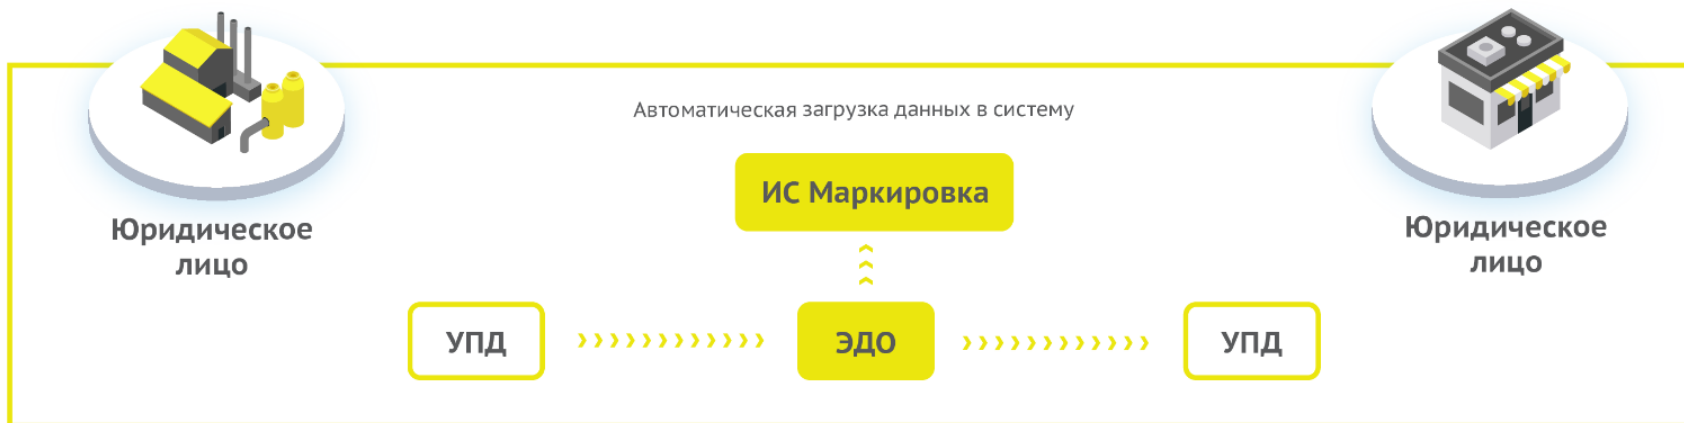 Автоматическая загрузка данных в систему
ИС Маркировка
Юридическое
лицо
Юридическое
лицо
УПД
ЭДО
УПД